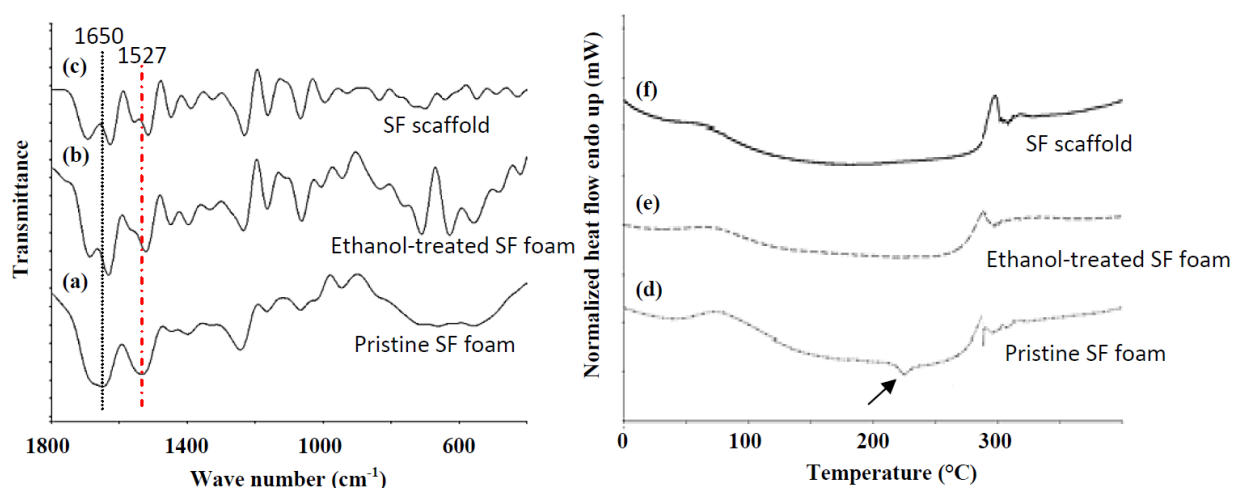 1650
1527
(c)
SF scaffold
(b)
Ethanol-treated SF foam
(a)
Pristine SF foam
Transmittance
1800 1400 1000 600
Wave number (cm⁻¹)
(f)
SF scaffold
(e)
Ethanol-treated SF foam
(d)
Pristine SF foam
Normalized heat flow endo up (mW)
0 100 200 300
Temperature (°C)